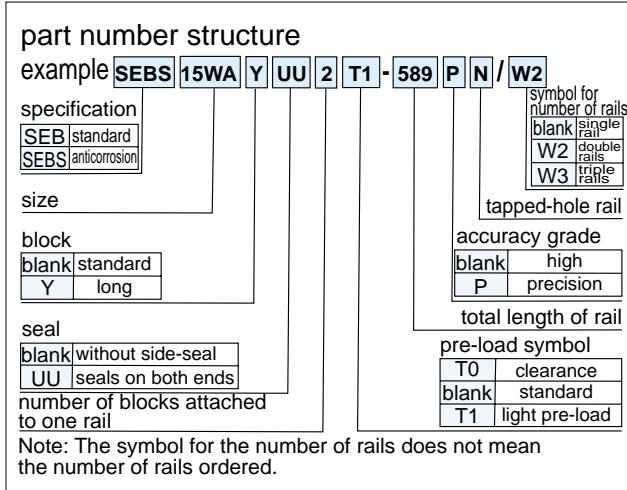 part number structure
example SEBS 15WA Y UU 2 T1 - 589 P N / W2
specification
SEB standard
SEBS anticorrosion
size
block
blank standard
Y long
seal
blank without side-seal
UU seals on both ends
number of blocks attached
to one rail
symbol for
number of rails
blank single
rail
W2 double
rails
W3 triple
rails
tapped-hole rail
accuracy grade
blank high
P precision
total length of rail
pre-load symbol
T0 clearance
blank standard
T1 light pre-load
Note: The symbol for the number of rails does not mean
the number of rails ordered.